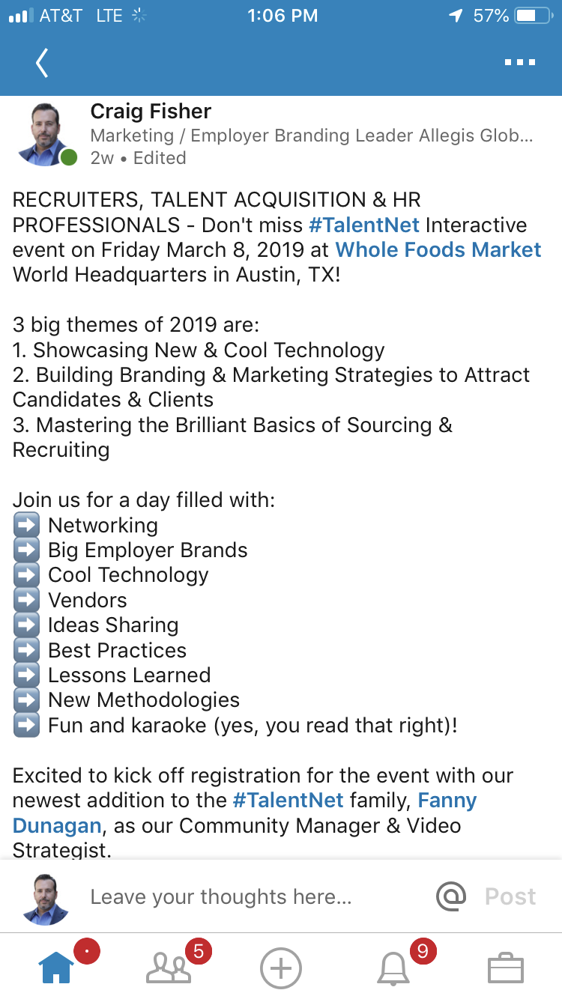 AT&T LTE 1:06 PM 57%
Craig Fisher
Marketing / Employer Branding Leader Allegis Glob...
2w • Edited
RECRUITERS, TALENT ACQUISITION & HR
PROFESSIONALS - Don't miss #TalentNet Interactive
event on Friday March 8, 2019 at Whole Foods Market
World Headquarters in Austin, TX!
3 big themes of 2019 are:
1. Showcasing New & Cool Technology
2. Building Branding & Marketing Strategies to Attract
Candidates & Clients
3. Mastering the Brilliant Basics of Sourcing &
Recruiting
Join us for a day filled with:
➡️ Networking
➡️ Big Employer Brands
➡️ Cool Technology
➡️ Vendors
➡️ Ideas Sharing
➡️ Best Practices
➡️ Lessons Learned
➡️ New Methodologies
➡️ Fun and karaoke (yes, you read that right)!
Excited to kick off registration for the event with our
newest addition to the #TalentNet family, Fanny
Dunagan, as our Community Manager & Video
Strategist.
Leave your thoughts here... @ Post
5 9